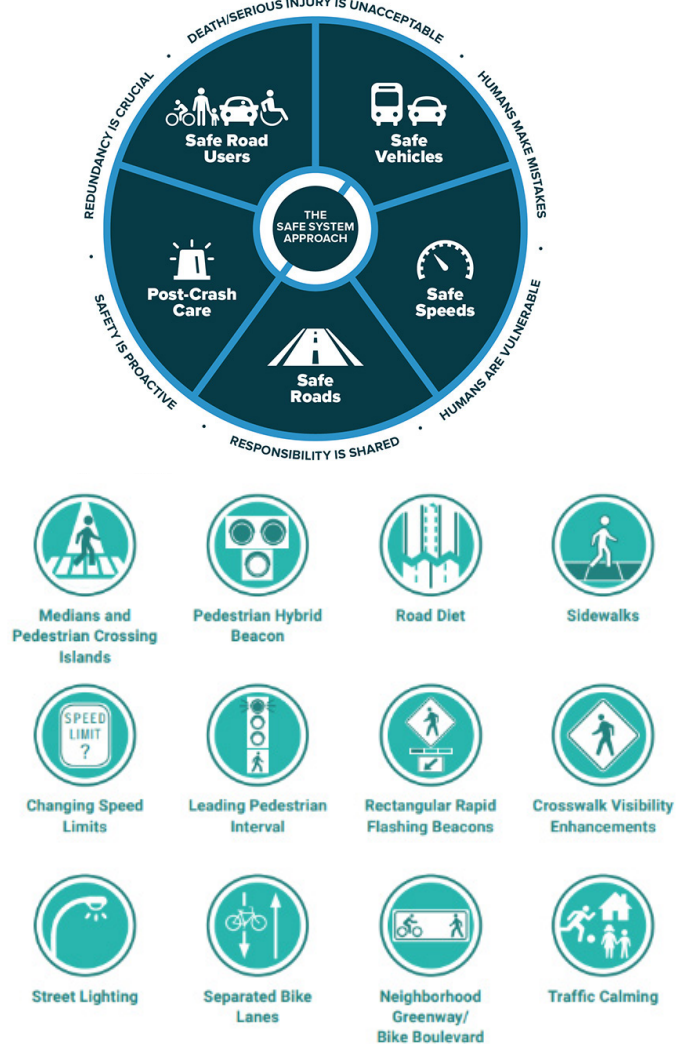 DEATH/SERIOUS INJURY IS UNACCEPTABLE
HUMANS MAKE MISTAKES
HUMANS ARE VULNERABLE
RESPONSIBILITY IS SHARED
SAFETY IS PROACTIVE
REDUNDANCY IS CRUCIAL
Safe Road
Users
Safe
Vehicles
THE
SAFE SYSTEM
APPROACH
Post-Crash
Care
Safe
Speeds
Safe
Roads
Medians and
Pedestrian Crossing
Islands
Pedestrian Hybrid
Beacon
Road Diet
Sidewalks
SPEED
LIMIT
?
Changing Speed
Limits
Leading Pedestrian
Interval
Rectangular Rapid
Flashing Beacons
Crosswalk Visibility
Enhancements
Street Lighting
Separated Bike
Lanes
Neighborhood
Greenway/
Bike Boulevard
Traffic Calming